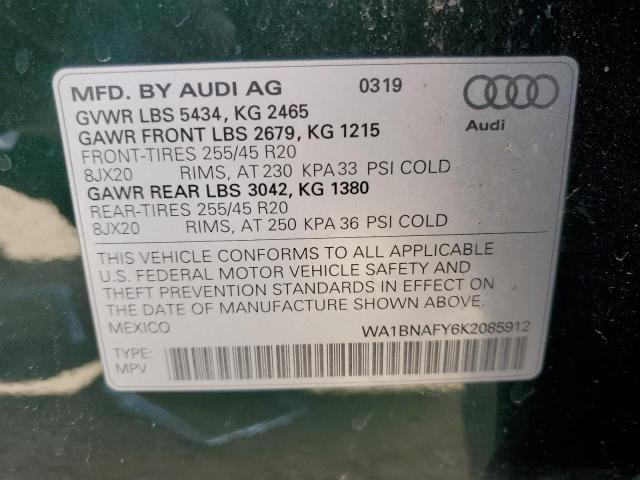 MFD. BY AUDI AG 0319
GVWR LBS 5434, KG 2465
GAWR FRONT LBS 2679, KG 1215
FRONT-TIRES 255/45 R20
8JX20 RIMS, AT 230 KPA 33 PSI COLD
GAWR REAR LBS 3042, KG 1380
REAR-TIRES 255/45 R20
8JX20 RIMS, AT 250 KPA 36 PSI COLD
Audi
THIS VEHICLE CONFORMS TO ALL APPLICABLE
U.S. FEDERAL MOTOR VEHICLE SAFETY AND
THEFT PREVENTION STANDARDS IN EFFECT ON
THE DATE OF MANUFACTURE SHOWN ABOVE.
MEXICO WA1BNAFY6K2085912
TYPE:
MPV